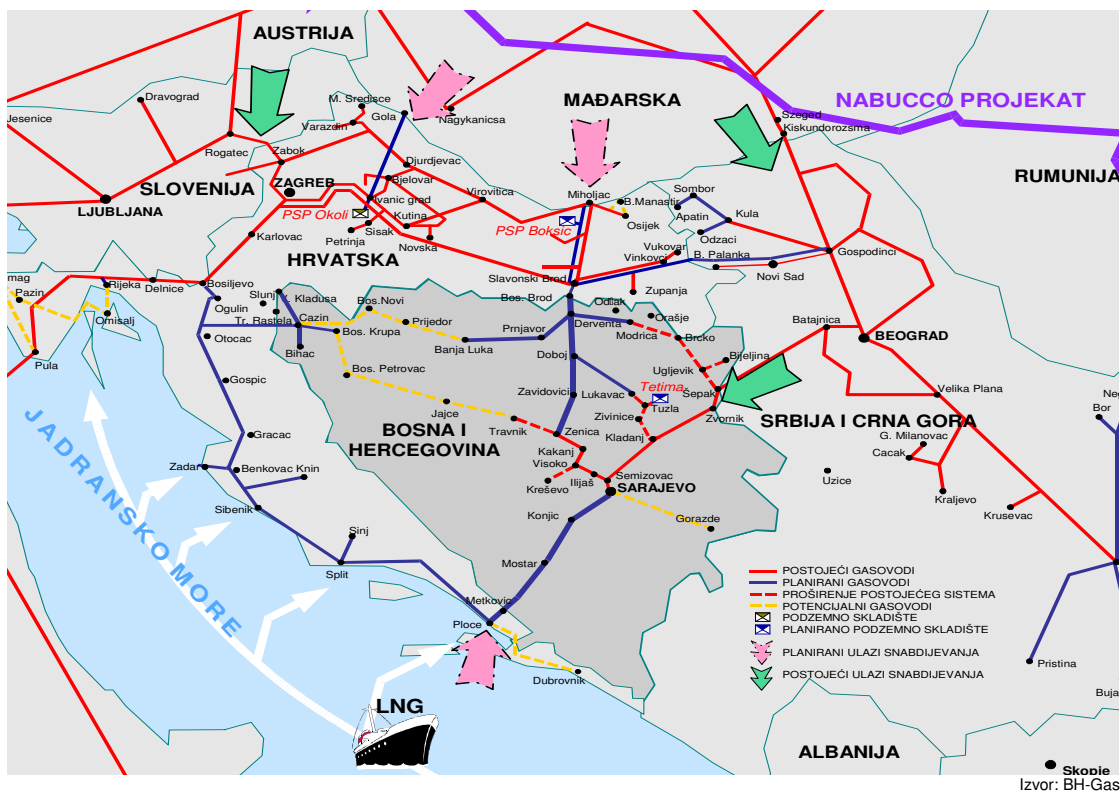 AUSTRIJA
Dravograd
M. Sredisce
MAĐARSKA
NABUCCO PROJEKAT
Jesenice
Varazdin
Gola
Nagykanicsa
Szeged
Kiskundorozsma
Rogatec
Zabok
Djurdjevac
RUMUNIJA
SLOVENIJA
ZAGREB
Bjelovar
Ivanic grad
Virovitica
Miholjac
B.Manastir
Sombor
LJUBLJANA
PSP Okoli
Kutina
Sisak
Petrinja
Novska
PSP Boksic
Osijek
Apatin
Kula
Odzaci
Karlovac
HRVATSKA
Vukovar
Vinkovci
B. Palanka
Gospodinci
Novi Sad
mag
Pazin
Rijeka
Delnice
Bosiljevo
Slavonski Brod
Zupanja
Omisalj
Ogulin
Slunj
V. Kladusa
Tr. Rastela
Cazin
Bos.Novi
Bos. Brod
Odžak
Orašje
Batajnica
Otocac
Bihac
Bos. Krupa
Prijedor
Prnjavor
Derventa
Modrica
Brcko
BEOGRAD
Pula
Banja Luka
Doboj
Ugljevik
Bijeljina
Gospic
Bos. Petrovac
Zavidovici
Lukavac
Tetima
Tuzla
Šepak
Zvornik
Velika Plana
Bor
Jajce
Travnik
Zenica
Zivinice
Kladanj
SRBIJA I CRNA GORA
BOSNA I
HERCEGOVINA
Gracac
Kakanj
Visoko
Ilijaš
Semizovac
Kreševo
SARAJEVO
G. Milanovac
Cacak
Uzice
Kraljevo
Krusevac
Zadar
Benkovac Knin
Sibenik
Konjic
Gorazde
Sinj
Split
Mostar
JADRANSKO MORE
Metkovic
Ploce
Dubrovnik
LNG
POSTOJEĆI GASOVODI
PLANIRANI GASOVODI
PROŠIRENJE POSTOJEĆEG SISTEMA
POTENCIJALNI GASOVODI
PODZEMNO SKLADIŠTE
PLANIRANO PODZEMNO SKLADIŠTE
PLANIRANI ULAZI SNABDIJEVANJA
POSTOJEĆI ULAZI SNABDIJEVANJA
Pristina
Buja
ALBANIJA
Skopje
Izvor: BH-Gas